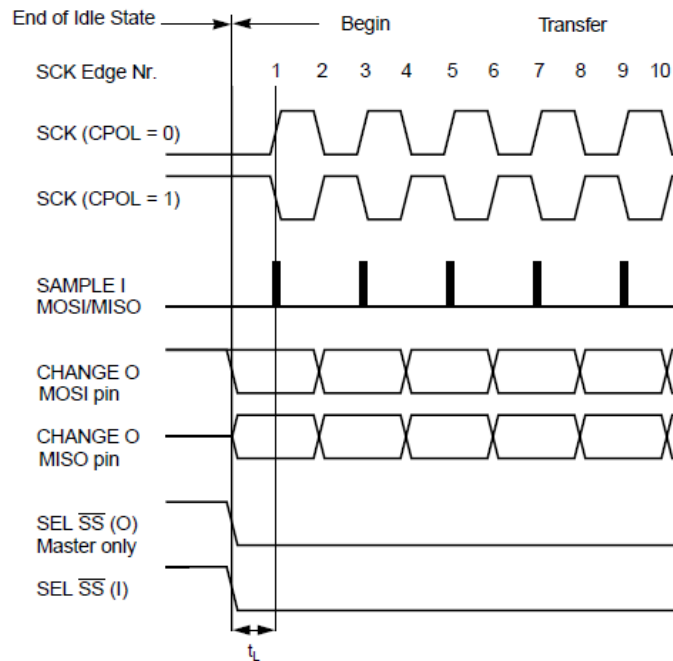 End of Idle State Begin Transfer
SCK Edge Nr. 1 2 3 4 5 6 7 8 9 10
SCK (CPOL = 0)
SCK (CPOL = 1)
SAMPLE I
MOSI/MISO
CHANGE O
MOSI pin
CHANGE O
MISO pin
SEL S̅S̅ (O)
Master only
SEL S̅S̅ (I)
tL